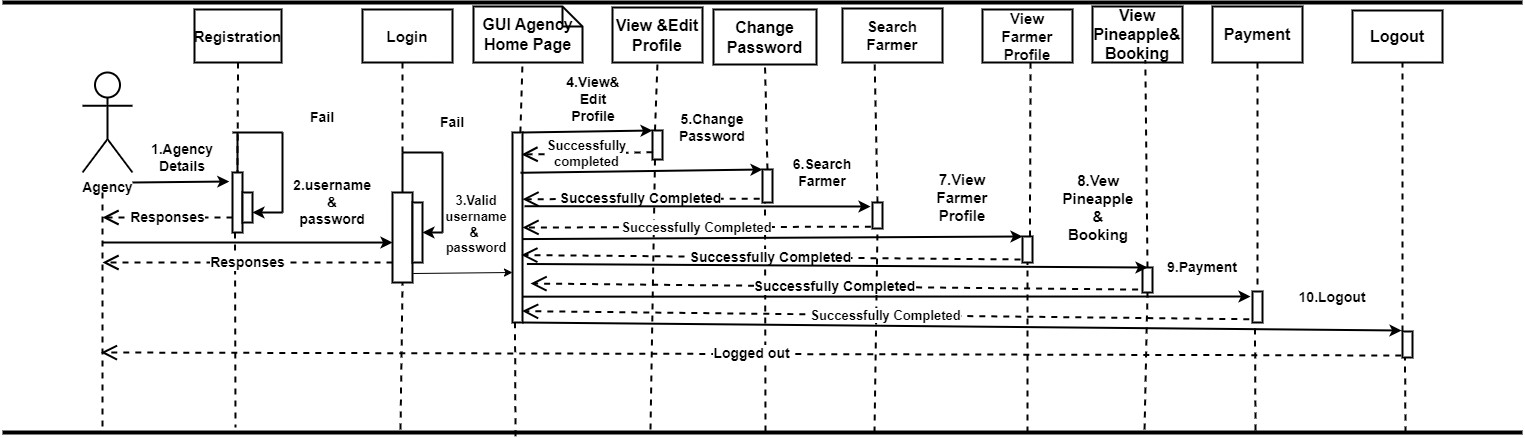 Registration
Login
GUI Agency
Home Page
View &Edit
Profile
Change
Password
Search
Farmer
View
Farmer
Profile
View
Pineapple&
Booking
Payment
Logout
Agency
1.Agency
Details
Fail
Responses
2.username
&
password
Fail
Responses
3.Valid
username
&
password
4.View&
Edit
Profile
Successfully
completed
5.Change
Password
Successfully Completed
6.Search
Farmer
Successfully Completed
7.View
Farmer
Profile
Successfully Completed
8.Vew
Pineapple
&
Booking
Successfully Completed
9.Payment
Successfully Completed
10.Logout
Logged out